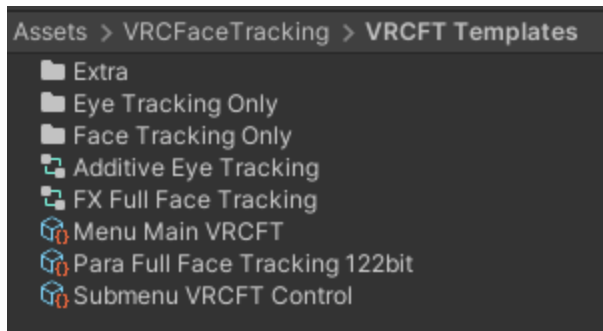 Assets > VRCFaceTracking > VRCFT Templates
Extra
Eye Tracking Only
Face Tracking Only
Additive Eye Tracking
FX Full Face Tracking
Menu Main VRCFT
Para Full Face Tracking 122bit
Submenu VRCFT Control